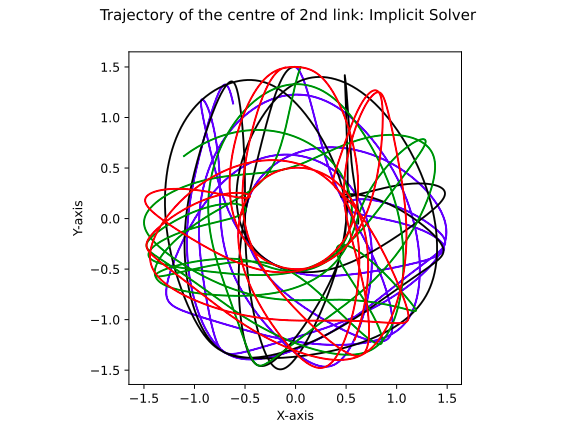 Trajectory of the centre of 2nd link: Implicit Solver
Y-axis
1.5
1.0
0.5
0.0
−0.5
−1.0
−1.5
−1.5 −1.0 −0.5 0.0 0.5 1.0 1.5
X-axis